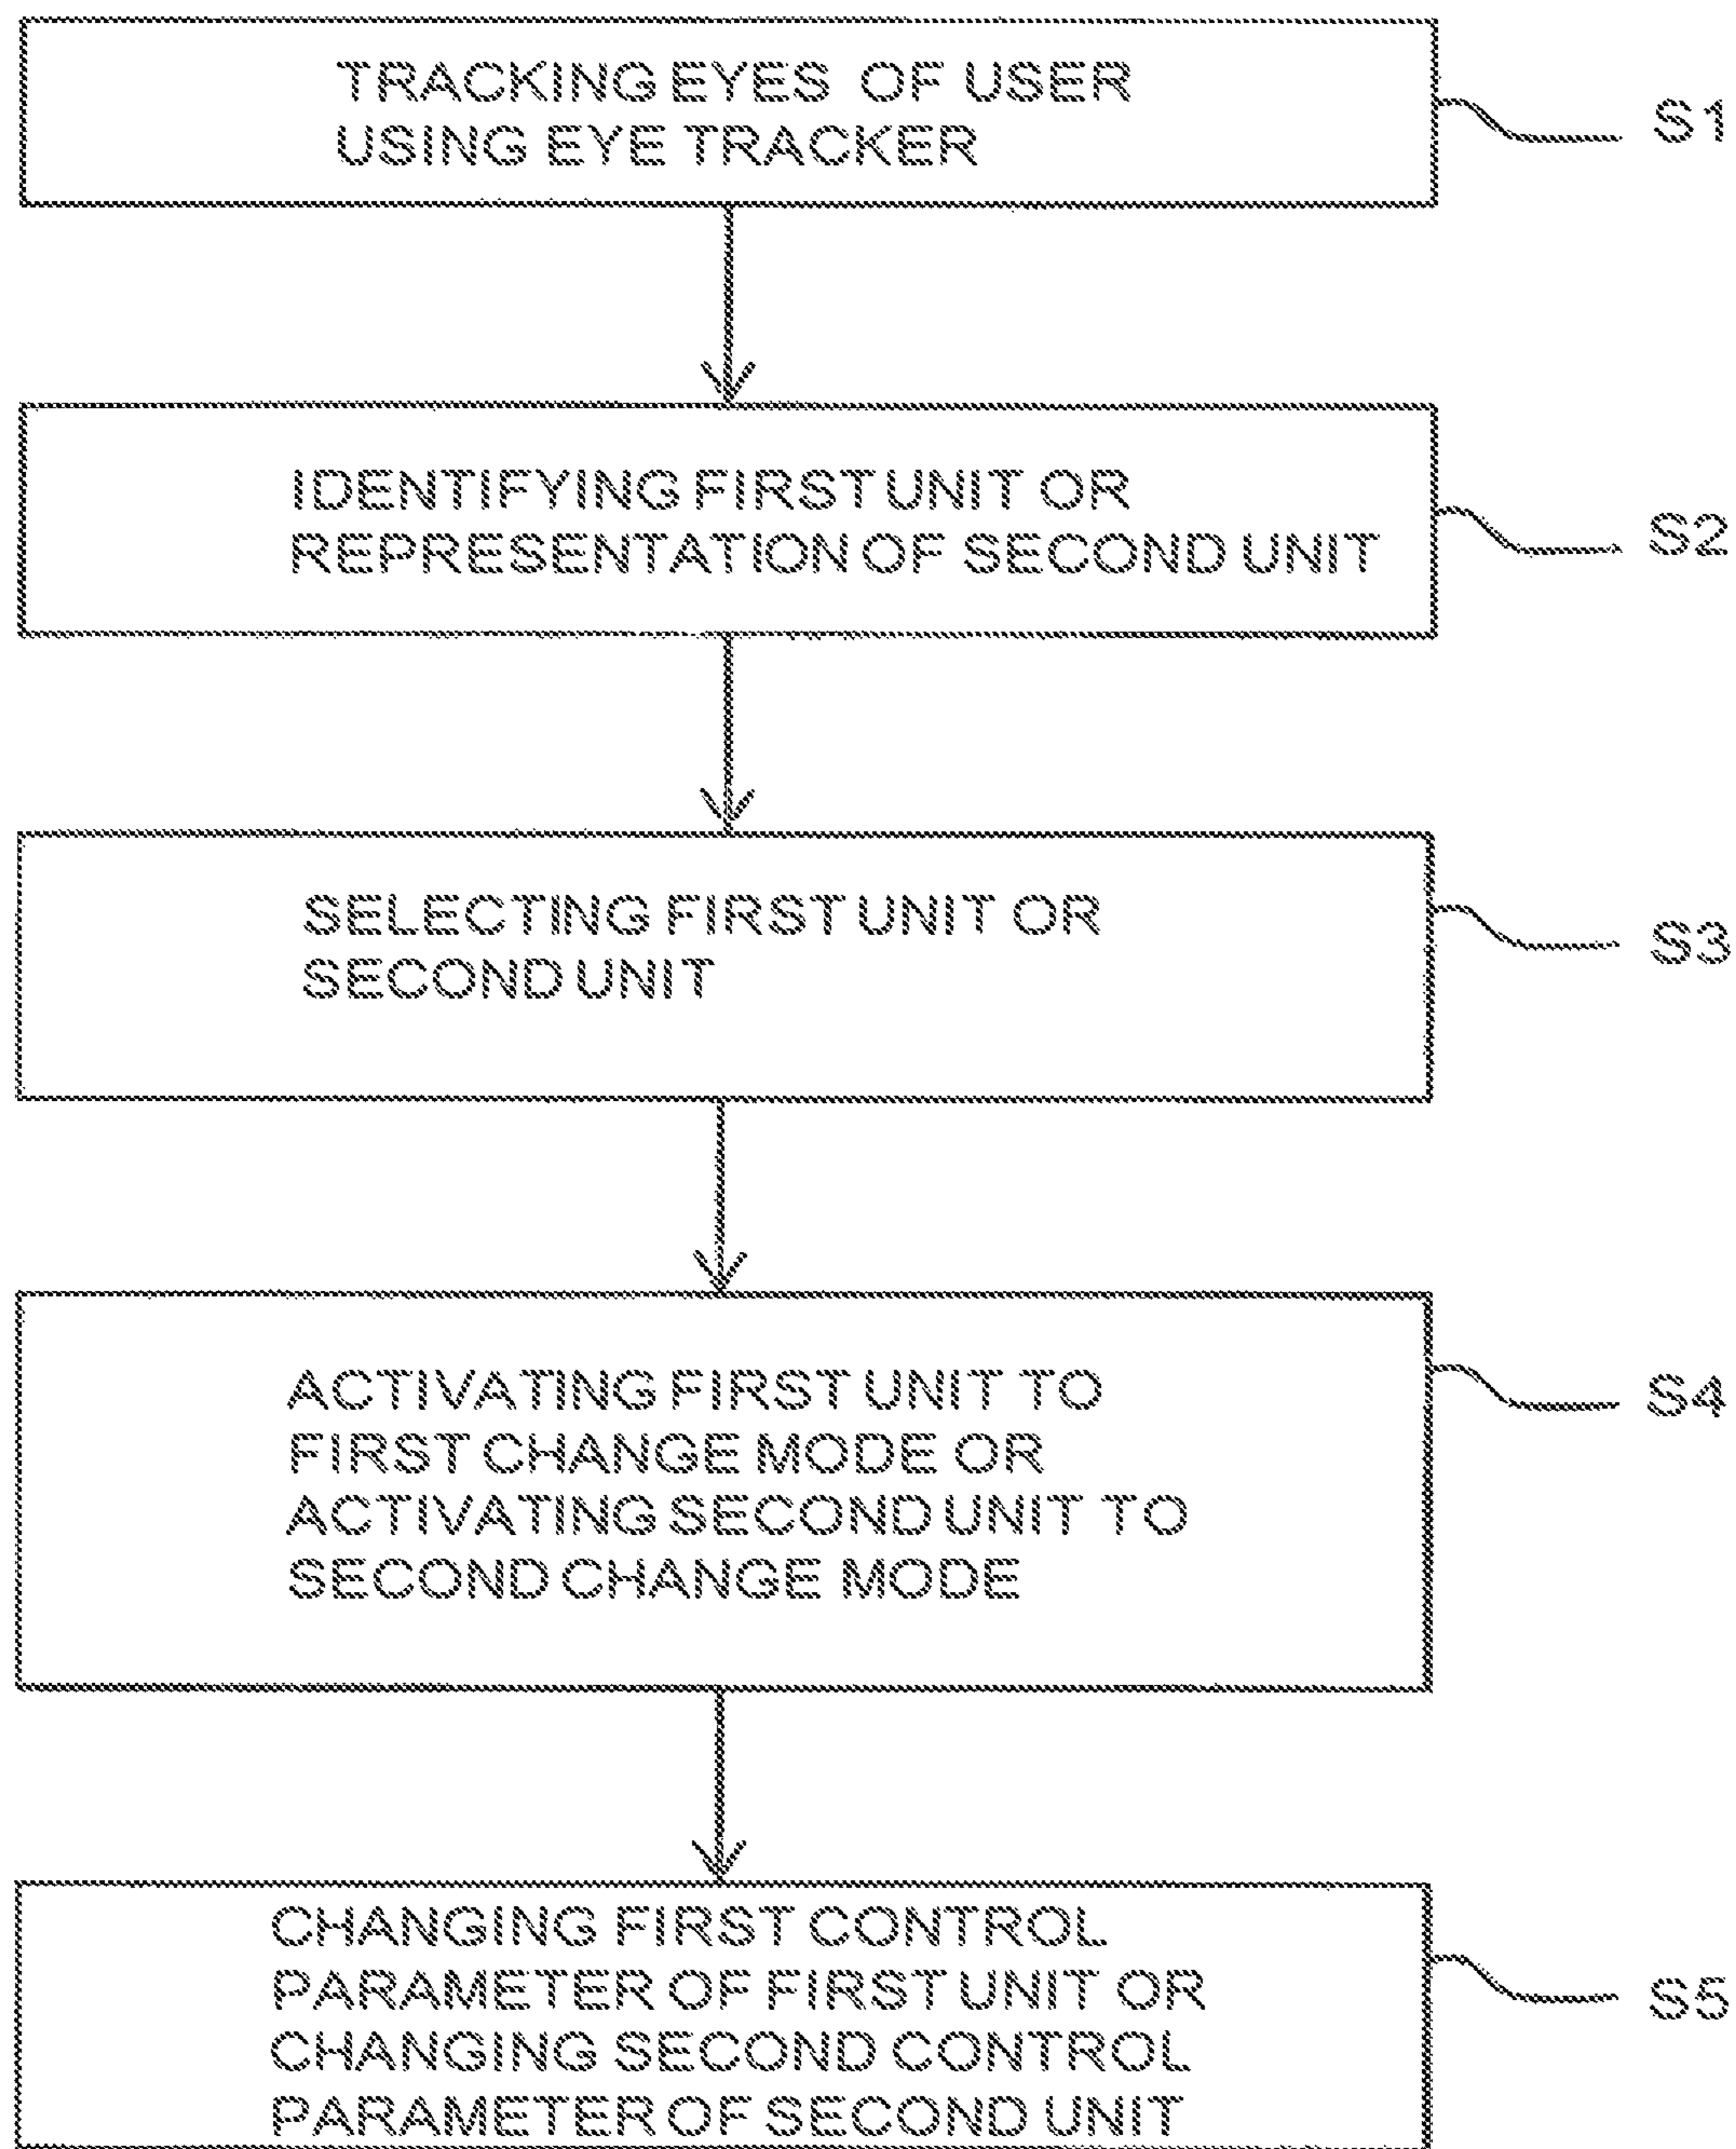 TRACKING EYES OF USER
USING EYE TRACKER
S1
IDENTIFYING FIRST UNIT OR
REPRESENTATION OF SECOND UNIT
S2
SELECTING FIRST UNIT OR
SECOND UNIT
S3
ACTIVATING FIRST UNIT TO
FIRST CHANGE MODE OR
ACTIVATING SECOND UNIT TO
SECOND CHANGE MODE
S4
CHANGING FIRST CONTROL
PARAMETER OF FIRST UNIT OR
CHANGING SECOND CONTROL
PARAMETER OF SECOND UNIT
S5